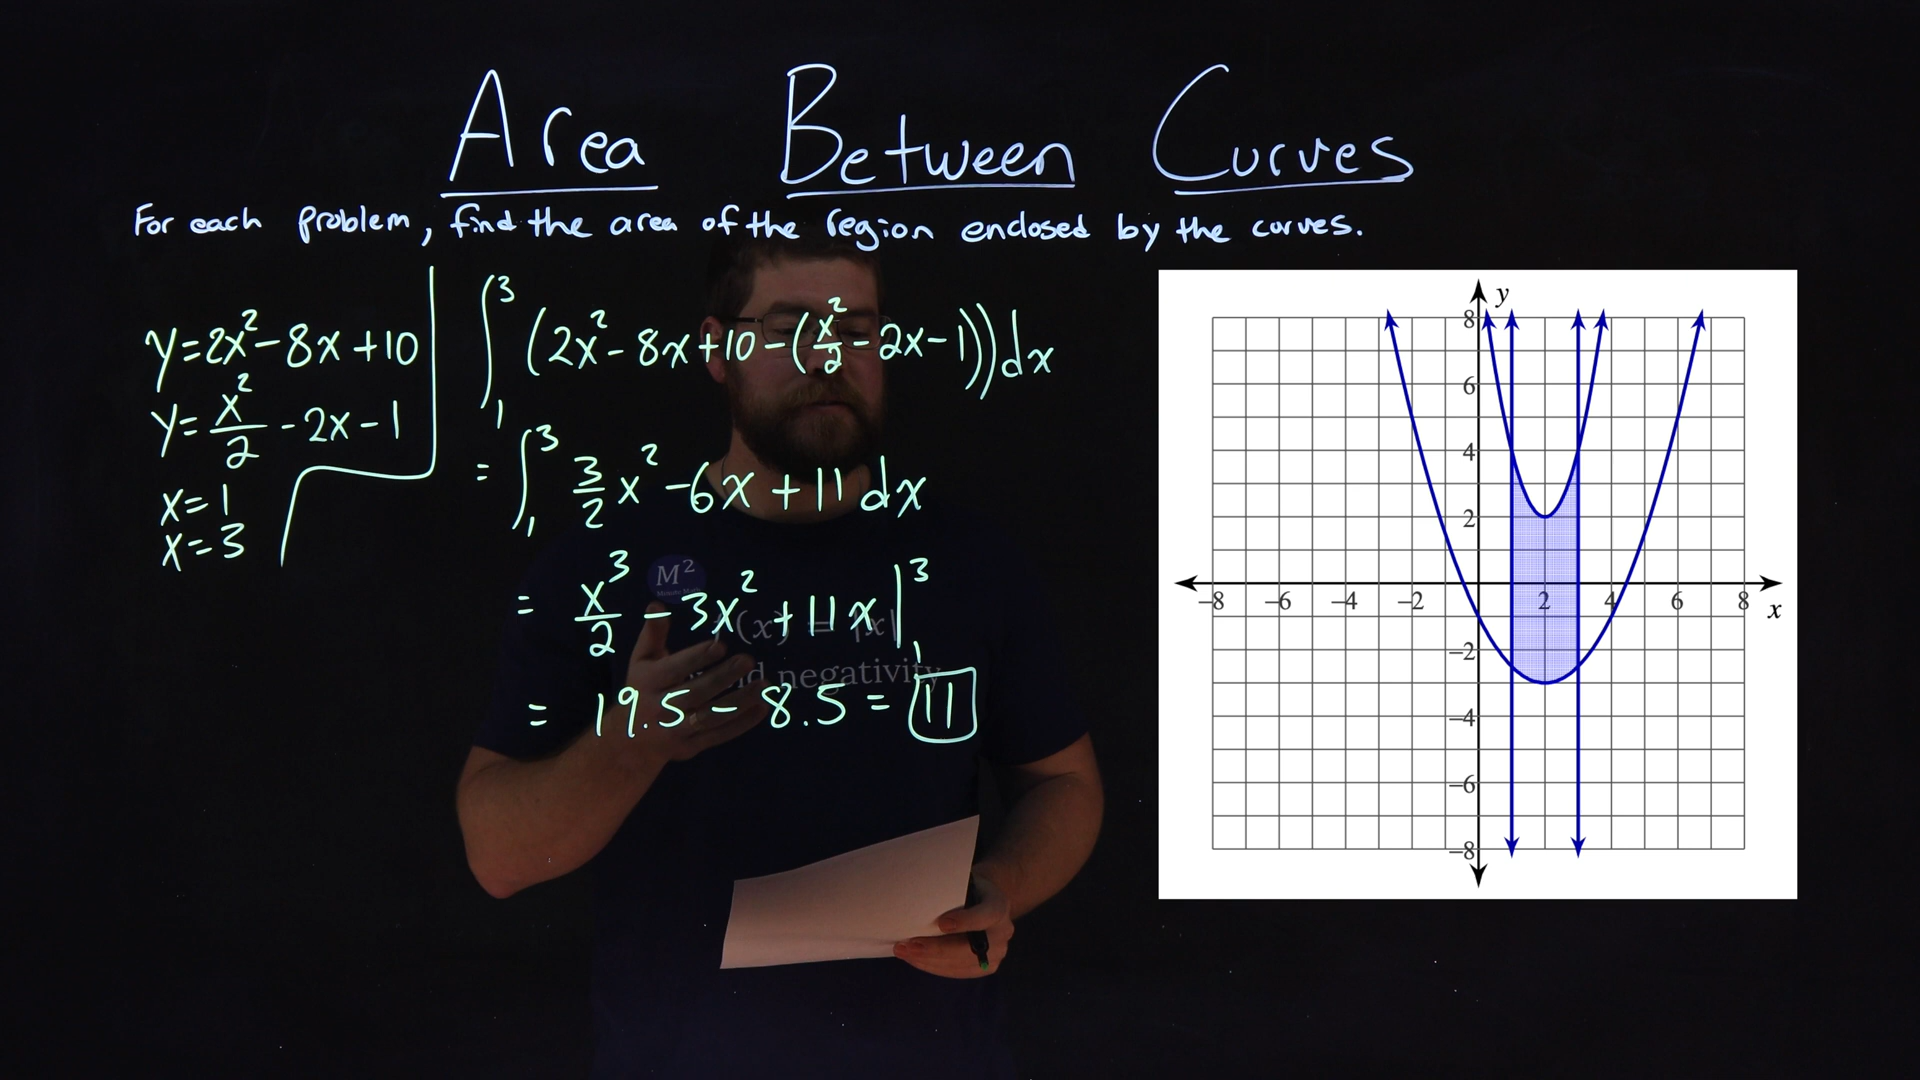 Area Between Curves
For each problem, find the area of the region enclosed by the curves.
y=2x²-8x+10
y=x²/2-2x-1
x=1
x=3
∫₁³(2x²-8x+10-(x²/2-2x-1))dx
=∫₁³ 3/2x²-6x+11dx
= x³/2-3x²+11x|₁³
= 19.5-8.5=11
M²
(x) = |x|
negativity
y
8
6
4
2
-8 -6 -4 -2 2 4 6 8 x
-2
-4
-6
-8